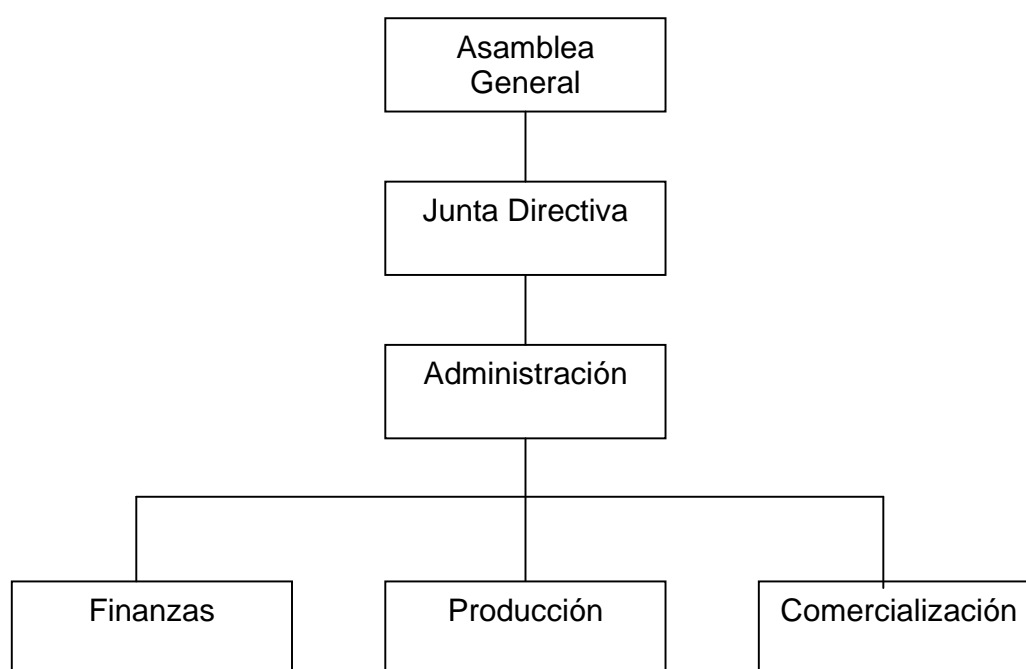 Asamblea
General
Junta Directiva
Administración
Finanzas
Producción
Comercialización